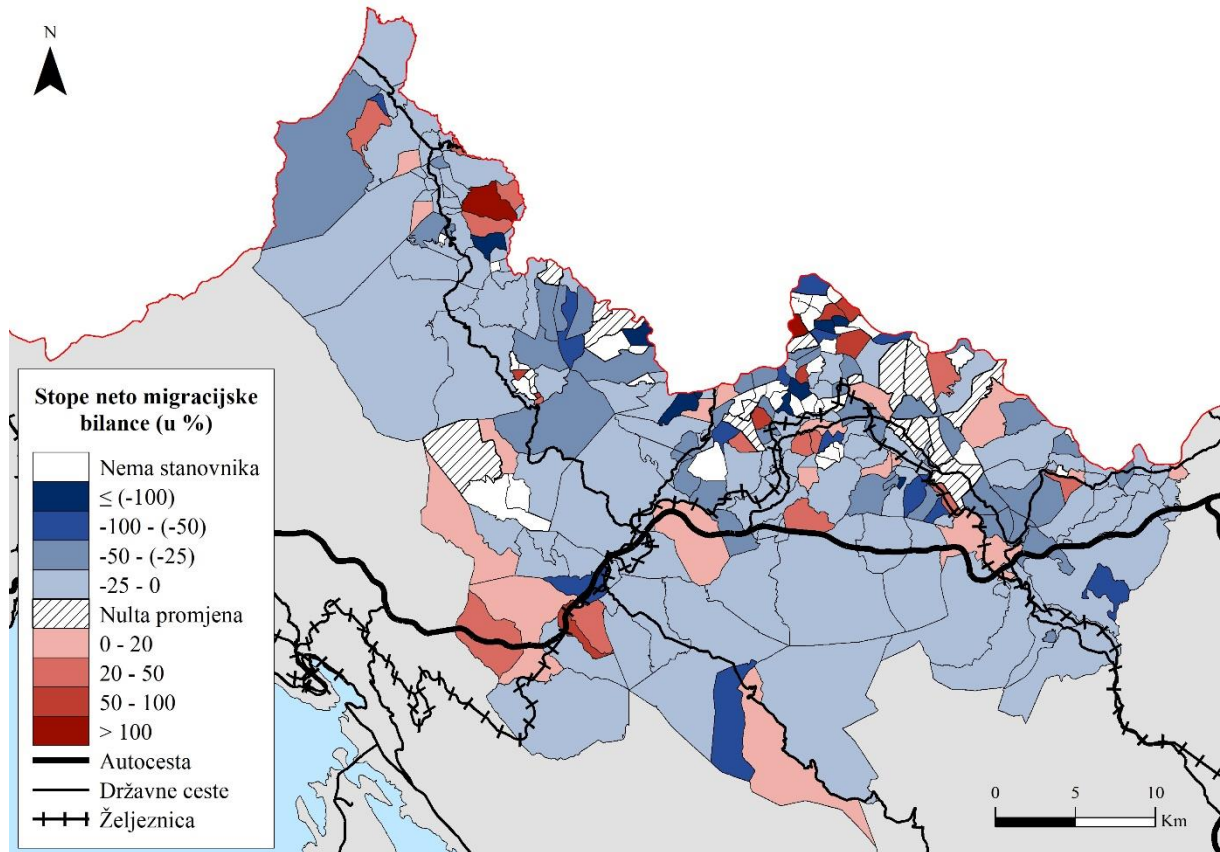 N
Stope neto migracijske
bilance (u %)
Nema stanovnika
≤ (-100)
-100 - (-50)
-50 - (-25)
-25 - 0
Nulta promjena
0 - 20
20 - 50
50 - 100
> 100
Autocesta
Državne ceste
Željeznica
0 5 10
Km